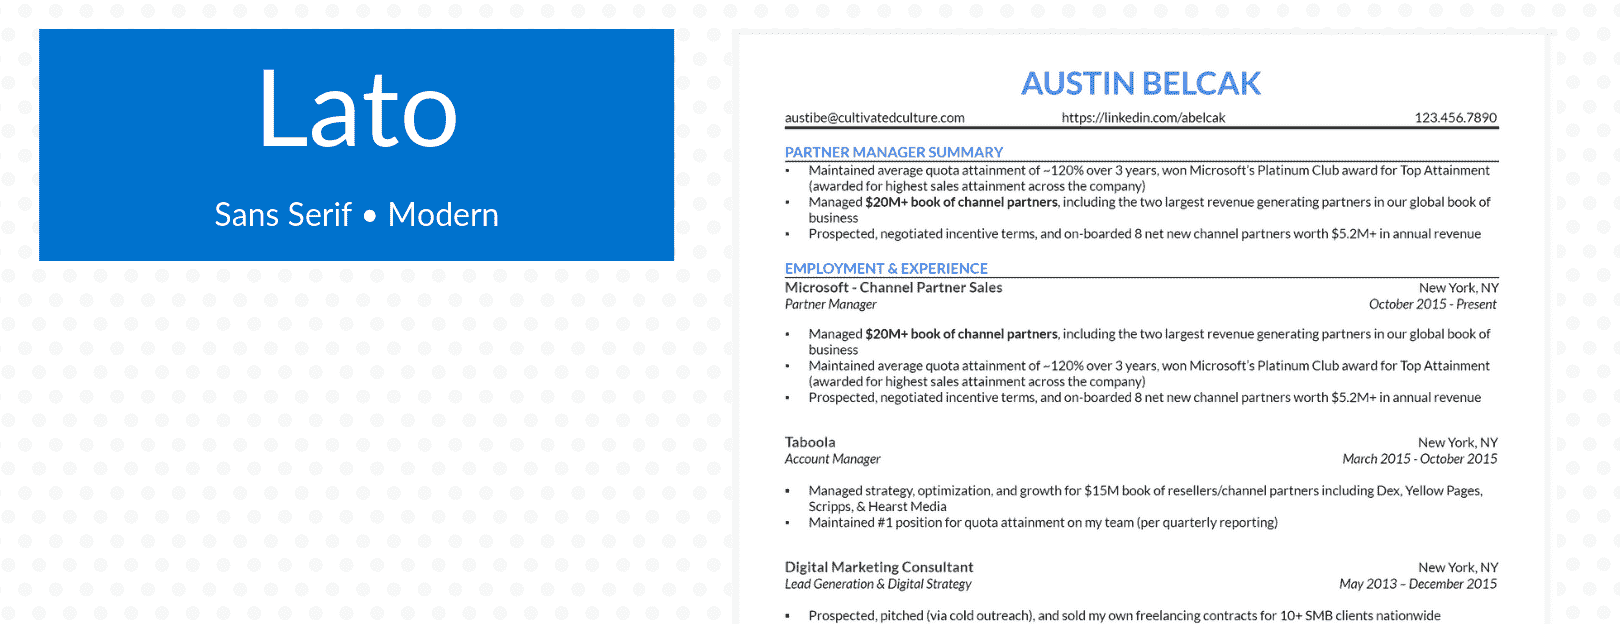 Lato
Sans Serif • Modern
AUSTIN BELCAK
austibe@cultivatedculture.com https://linkedin.com/abelcak 123.456.7890
PARTNER MANAGER SUMMARY
▪ Maintained average quota attainment of ~120% over 3 years, won Microsoft's Platinum Club award for Top Attainment
(awarded for highest sales attainment across the company)
▪ Managed $20M+ book of channel partners, including the two largest revenue generating partners in our global book of
business
▪ Prospected, negotiated incentive terms, and on-boarded 8 net new channel partners worth $5.2M+ in annual revenue
EMPLOYMENT & EXPERIENCE
Microsoft - Channel Partner Sales New York, NY
Partner Manager October 2015 - Present
▪ Managed $20M+ book of channel partners, including the two largest revenue generating partners in our global book of
business
▪ Maintained average quota attainment of ~120% over 3 years, won Microsoft's Platinum Club award for Top Attainment
(awarded for highest sales attainment across the company)
▪ Prospected, negotiated incentive terms, and on-boarded 8 net new channel partners worth $5.2M+ in annual revenue
Taboola New York, NY
Account Manager March 2015 - October 2015
▪ Managed strategy, optimization, and growth for $15M book of resellers/channel partners including Dex, Yellow Pages,
Scripps, & Hearst Media
▪ Maintained #1 position for quota attainment on my team (per quarterly reporting)
Digital Marketing Consultant New York, NY
Lead Generation & Digital Strategy May 2013 – December 2015
▪ Prospected, pitched (via cold outreach), and sold my own freelancing contracts for 10+ SMB clients nationwide